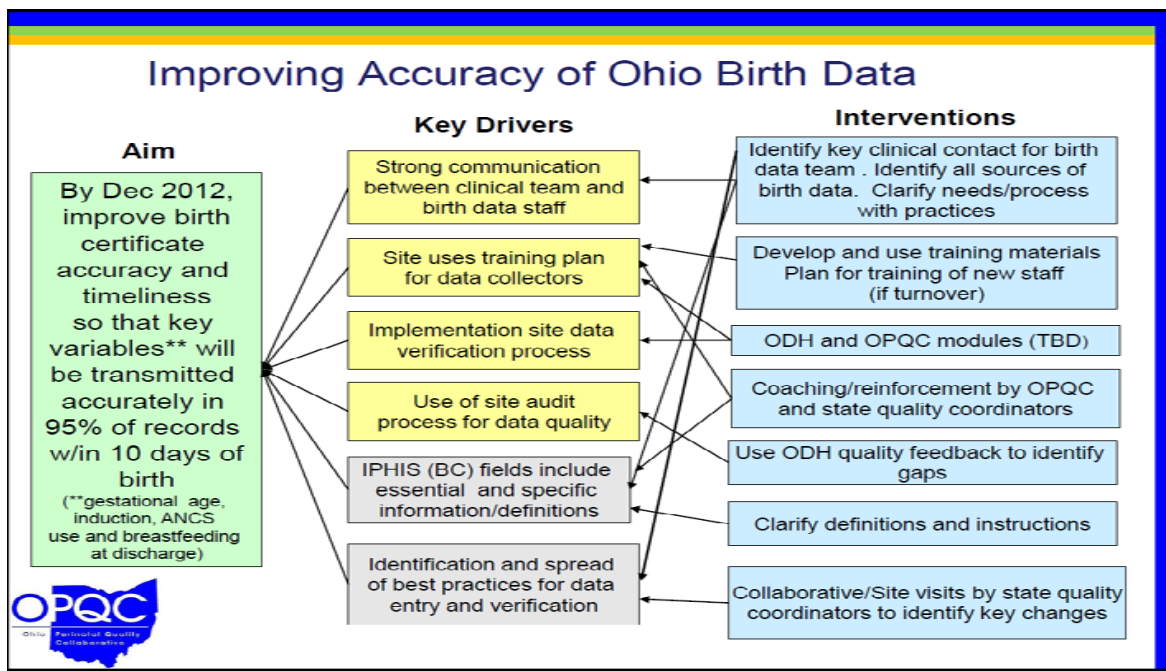 Improving Accuracy of Ohio Birth Data
Aim
By Dec 2012,
improve birth
certificate
accuracy and
timeliness
so that key
variables** will
be transmitted
accurately in
95% of records
w/in 10 days of
birth
(**gestational age,
induction, ANCS
use and breastfeeding
at discharge)
Key Drivers
Strong communication
between clinical team and
birth data staff
Site uses training plan
for data collectors
Implementation site data
verification process
Use of site audit
process for data quality
IPHIS (BC) fields include
essential and specific
information/definitions
Identification and spread
of best practices for data
entry and verification
Interventions
Identify key clinical contact for birth
data team . Identify all sources of
birth data. Clarify needs/process
with practices
Develop and use training materials
Plan for training of new staff
(if turnover)
ODH and OPQC modules (TBD)
Coaching/reinforcement by OPQC
and state quality coordinators
Use ODH quality feedback to identify
gaps
Clarify definitions and instructions
Collaborative/Site visits by state quality
coordinators to identify key changes
OPQC
Ohio Perinatal Quality
Collaborative